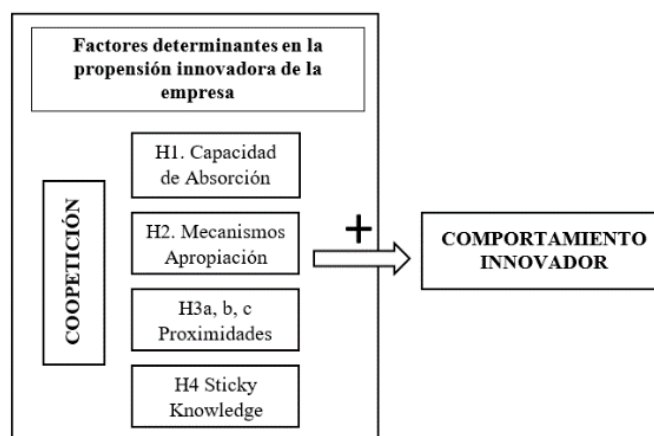 Factores determinantes en la
propensión innovadora de la
empresa
COOPETICIÓN
H1. Capacidad
de Absorción
H2. Mecanismos
Apropiación
H3a, b, c
Proximidades
H4 Sticky
Knowledge
+
COMPORTAMIENTO
INNOVADOR